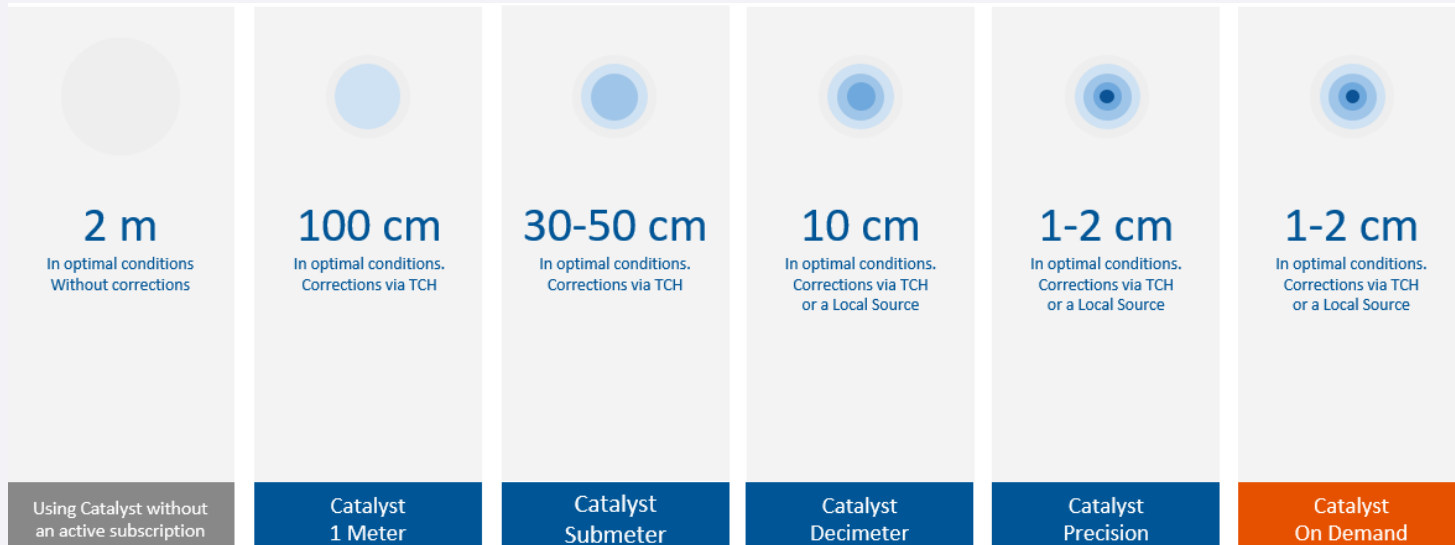 2 m
In optimal conditions
Without corrections
Using Catalyst without
an active subscription
100 cm
In optimal conditions.
Corrections via TCH
Catalyst
1 Meter
30-50 cm
In optimal conditions.
Corrections via TCH
Catalyst
Submeter
10 cm
In optimal conditions.
Corrections via TCH
or a Local Source
Catalyst
Decimeter
1-2 cm
In optimal conditions.
Corrections via TCH
or a Local Source
Catalyst
Precision
1-2 cm
In optimal conditions.
Corrections via TCH
or a Local Source
Catalyst
On Demand